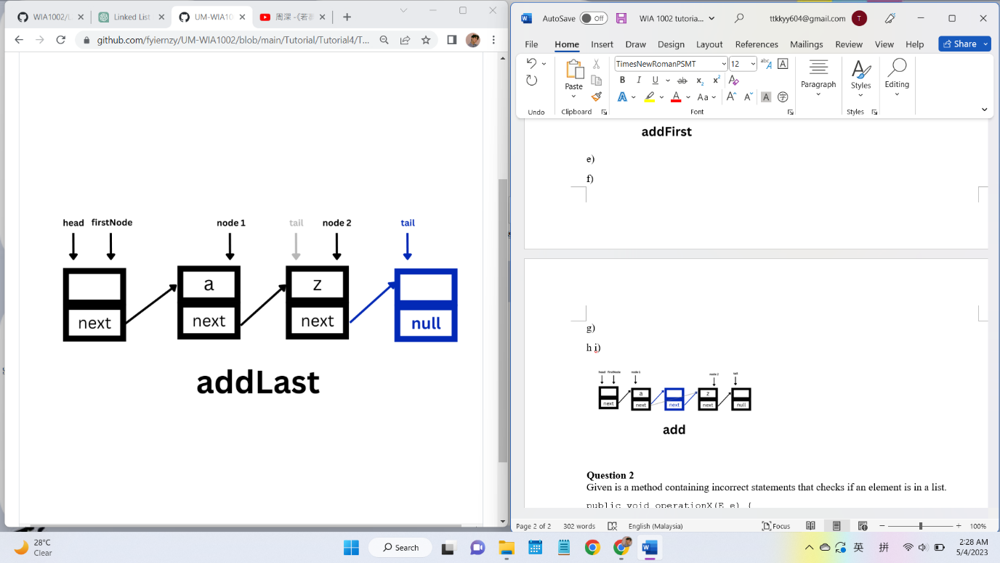 WIA1002/L
Linked List
UM-WIA10
周深 -《若
github.com/fyiernzy/UM-WIA1002/blob/main/Tutorial/Tutorial4/T...
head firstNode node 1 tail node 2 tail
a z
next next next null
addLast
AutoSave Off WIA 1002 tutoria... ttkkyy604@gmail.com T
File Home Insert Draw Design Layout References Mailings Review View Help Share
TimesNewRomanPSMT 12
Paste Paragraph Styles Editing
B I U ab x₂ x² A
A A Aa A A A 字
Undo Clipboard Font Styles
addFirst
e)
f)
g)
h i)
head firstNode node 1 node 2 tail
a z
next next next next null
add
Question 2
Given is a method containing incorrect statements that checks if an element is in a list.
public void operationX(E e) {
Page 2 of 2 302 words English (Malaysia) Focus 100%
28°C
Clear
Search
英 拼
2:28 AM
5/4/2023